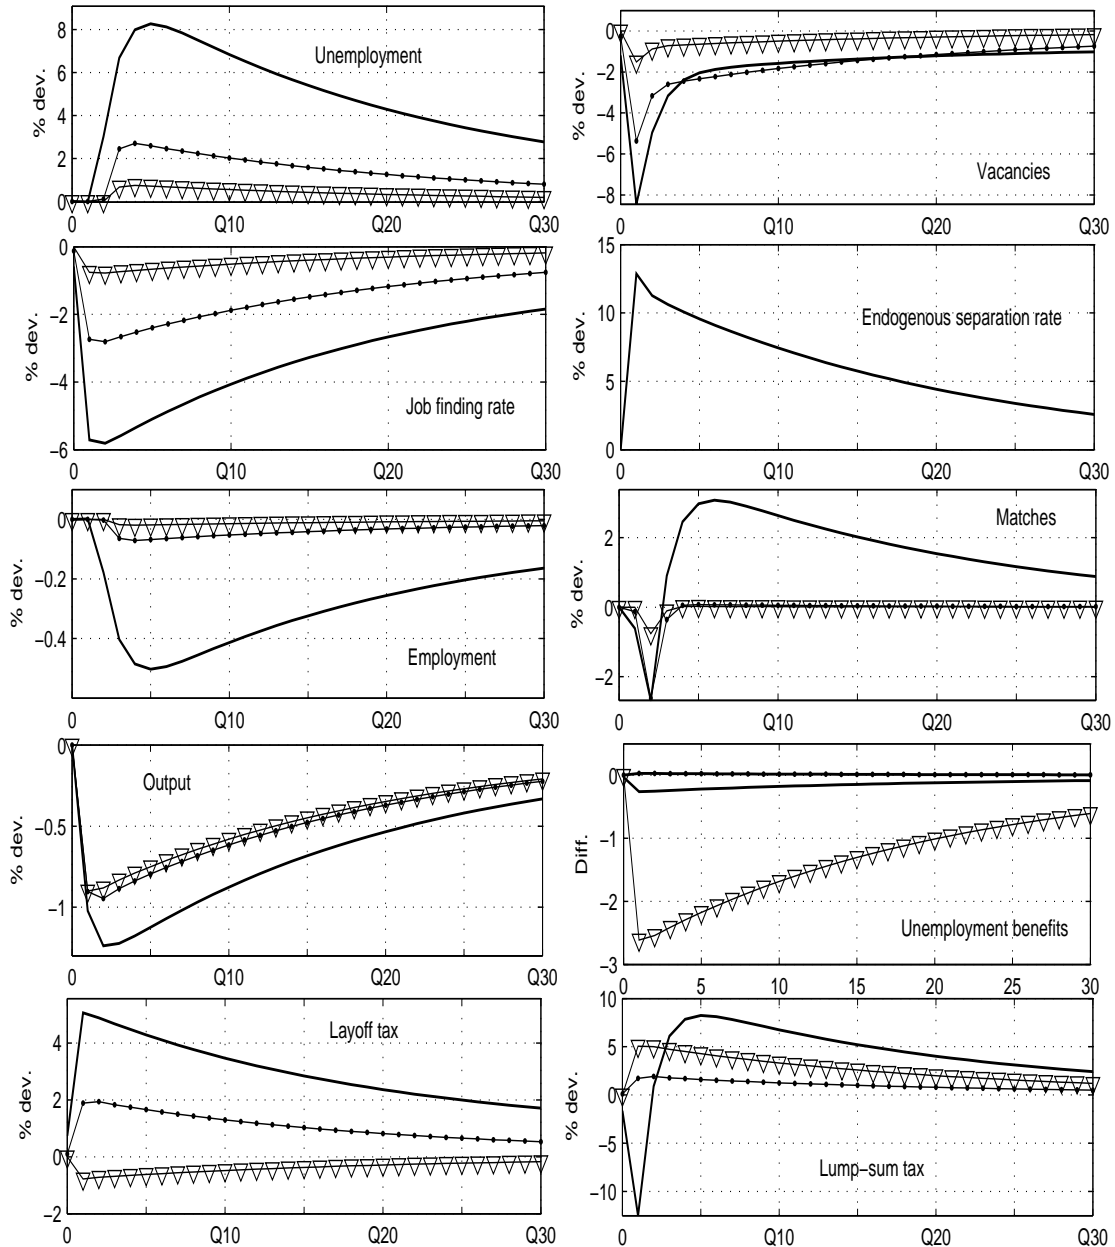 8
6
4
2
0
% dev.
Unemployment
Q10
Q20
Q30
0
−2
−4
−6
−8
% dev.
Vacancies
0
Q10
Q20
Q30
0
−2
−4
−6
% dev.
Job finding rate
0
Q10
Q20
Q30
15
10
5
0
Endogenous separation rate
0
Q10
Q20
Q30
0
−0.2
−0.4
% dev.
Employment
0
Q10
Q20
Q30
2
0
−2
% dev.
Matches
0
Q10
Q20
Q30
0
−0.5
−1
% dev.
Output
0
Q10
Q20
Q30
0
−1
−2
−3
Diff.
Unemployment benefits
0
5
10
15
20
25
30
4
2
0
−2
% dev.
Layoff tax
0
Q10
Q20
Q30
10
5
0
−5
−10
% dev.
Lump−sum tax
0
Q10
Q20
Q30